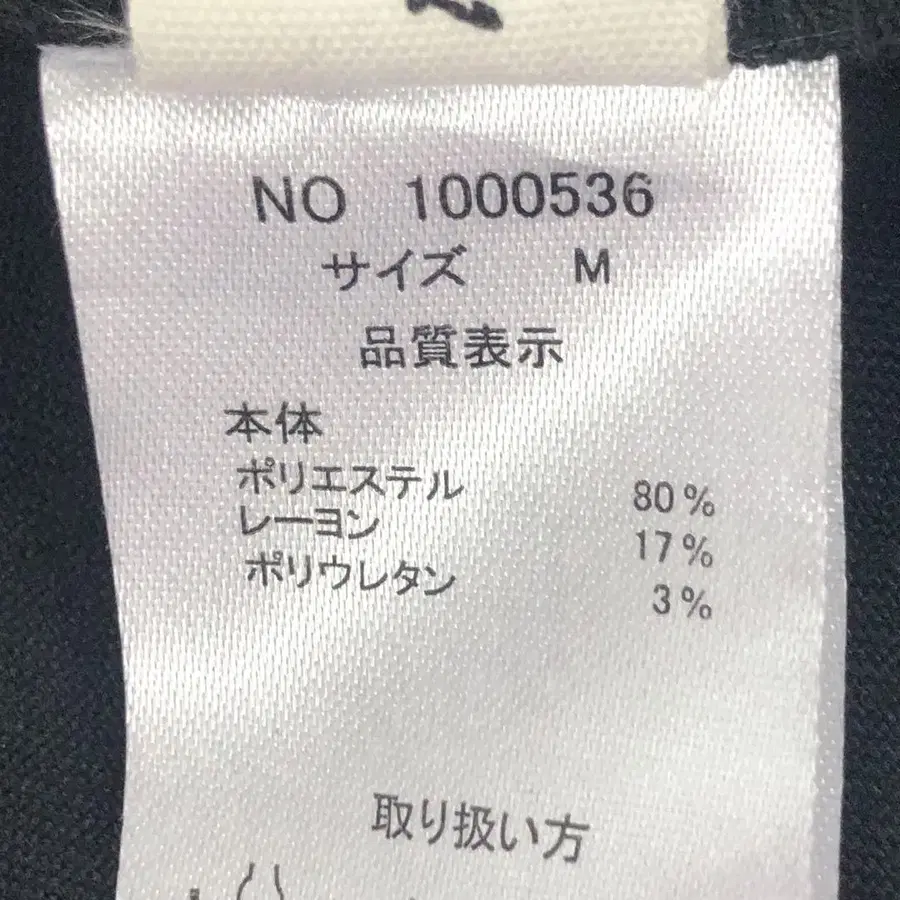 NO 1000536
サイズ M
品質表示
本体
ポリエステル 80%
レーヨン 17%
ポリウレタン 3%
取り扱い方